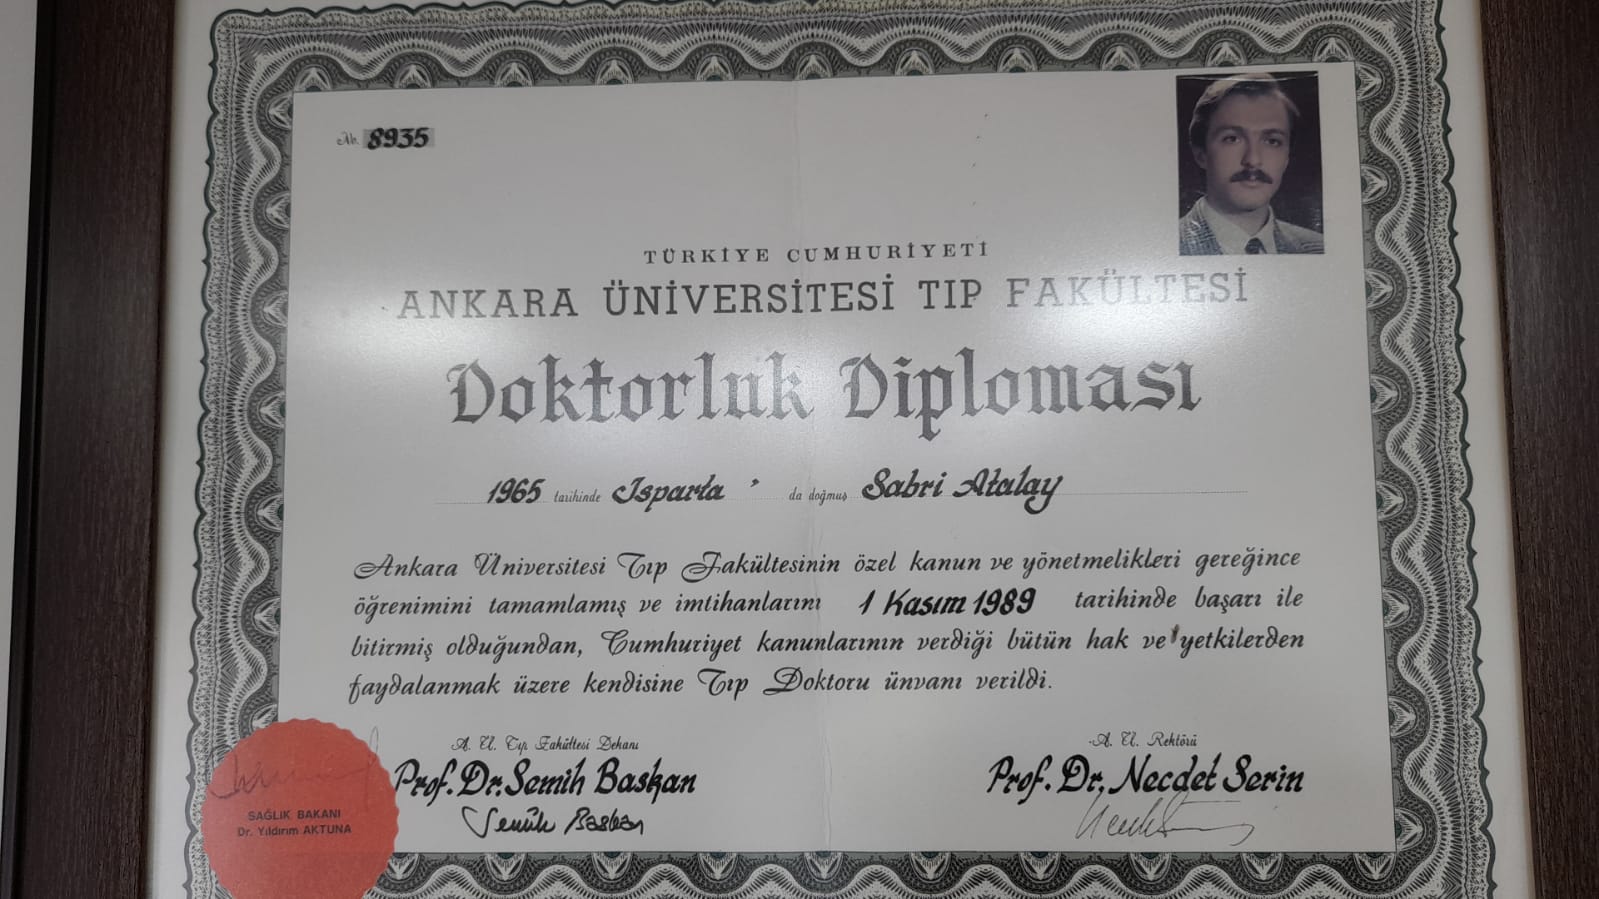 No. 8935
TÜRKİYE CUMHURİYETİ
ANKARA ÜNİVERSİTESİ TIP FAKÜLTESİ
Doktorluk Diploması
1965 tarihinde Isparta ' da doğmuş Sabri Atalay
Ankara Üniversitesi Tıp Fakültesinin özel kanun ve yönetmelikleri gereğince
öğrenimini tamamlamış ve imtihanlarını 1 Kasım 1989 tarihinde başarı ile
bitirmiş olduğundan, Cumhuriyet kanunlarının verdiği bütün hak ve yetkilerden
faydalanmak üzere kendisine Tıp Doktoru ünvanı verildi.
A. Ü. Tıp Fakültesi Dekanı
Prof. Dr. Semih Baskan
Semih Baskan
A. Ü. Rektörü
Prof. Dr. Necdet Serin
SAĞLIK BAKANI
Dr. Yıldırım AKTUNA